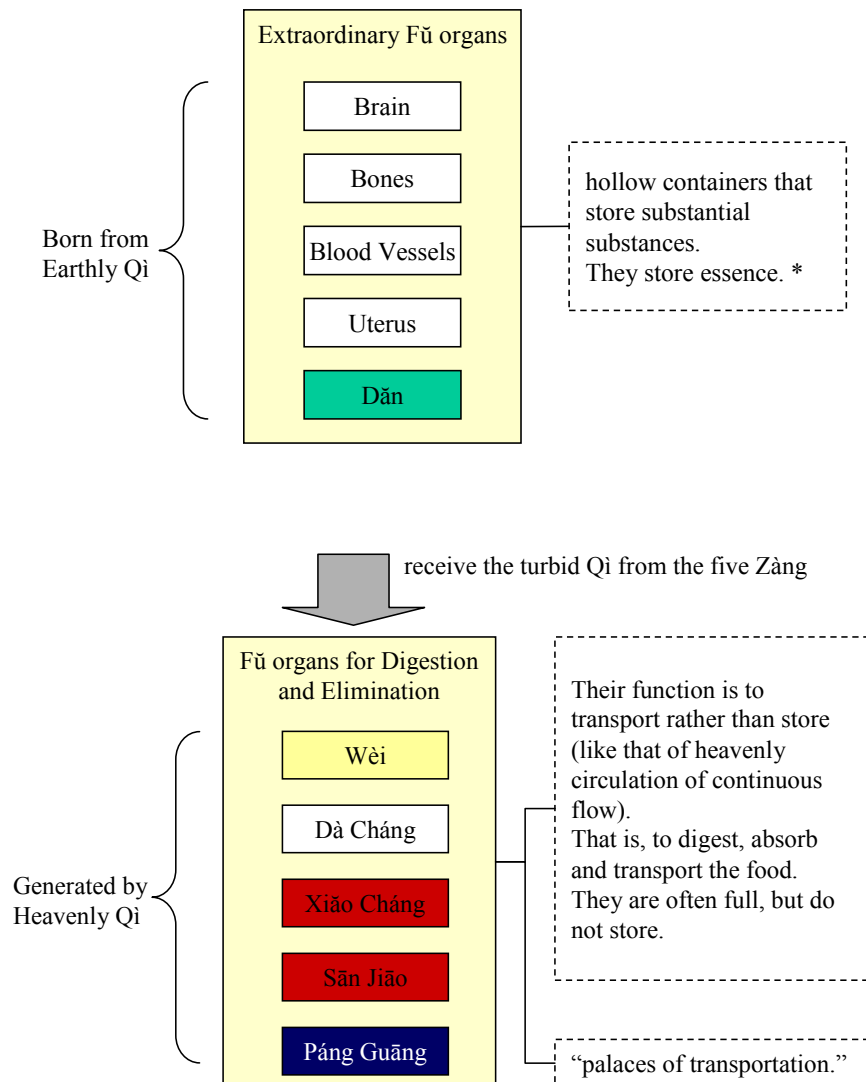 Extraordinary Fŭ organs
Brain
Bones
Blood Vessels
Uterus
Dăn
Born from
Earthly Qì
hollow containers that
store substantial
substances.
They store essence. *
receive the turbid Qì from the five Zàng
Fŭ organs for Digestion
and Elimination
Wèi
Dà Cháng
Xiăo Cháng
Sān Jiāo
Páng Guāng
Generated by
Heavenly Qì
Their function is to
transport rather than store
(like that of heavenly
circulation of continuous
flow).
That is, to digest, absorb
and transport the food.
They are often full, but do
not store.
“palaces of transportation.”